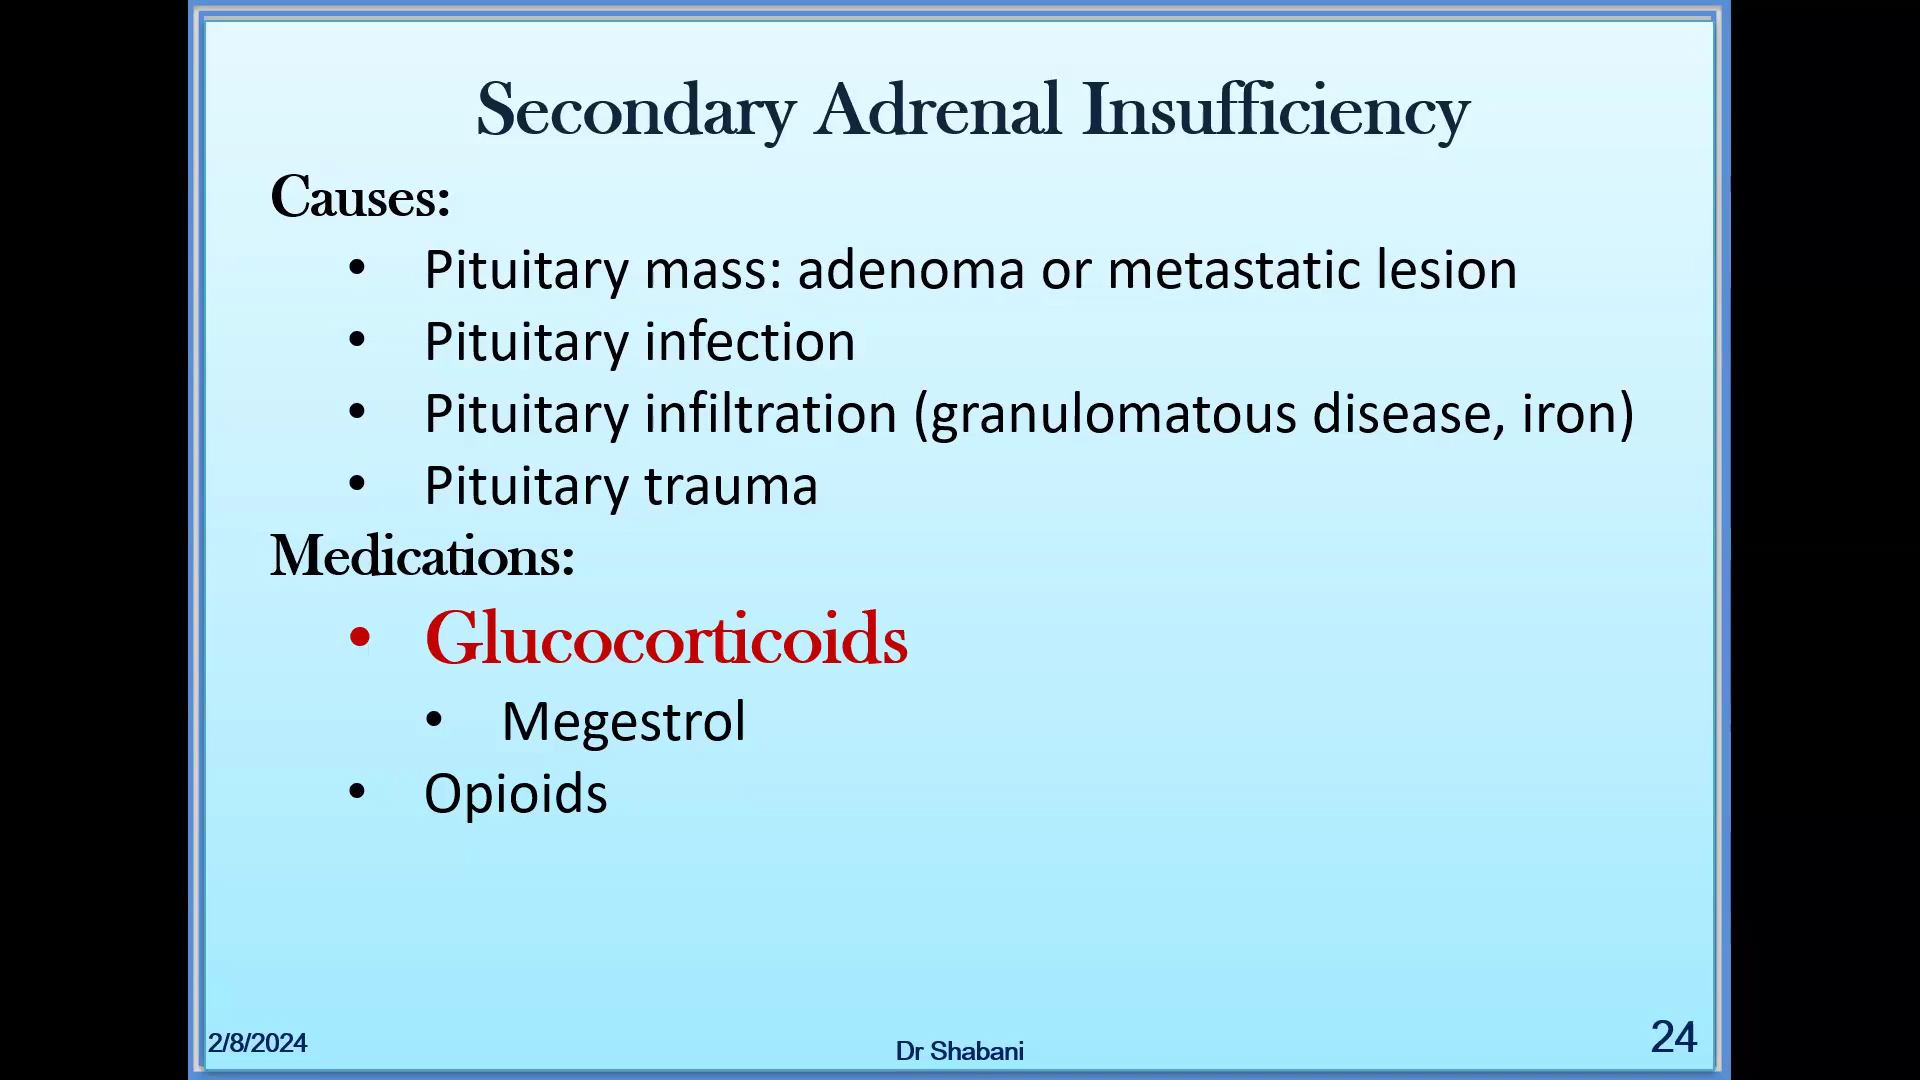 Secondary Adrenal Insufficiency
Causes:
• Pituitary mass: adenoma or metastatic lesion
• Pituitary infection
• Pituitary infiltration (granulomatous disease, iron)
• Pituitary trauma
Medications:
• Glucocorticoids
• Megestrol
• Opioids
2/8/2024
Dr Shabani
24